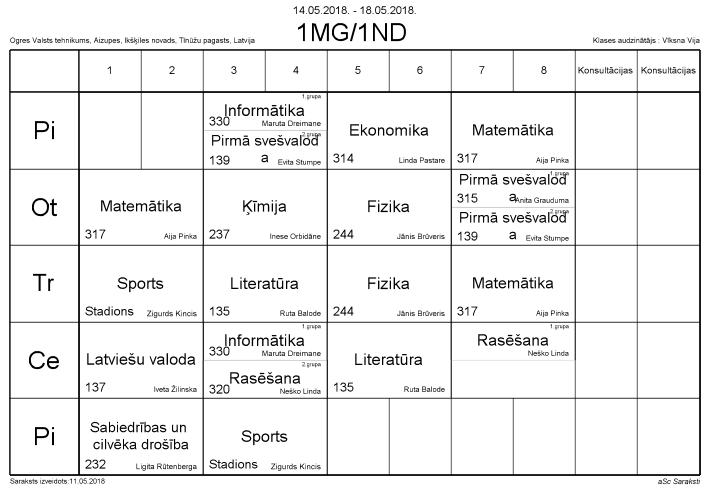 14.05.2018. - 18.05.2018.
1MG/1ND
Ogres Valsts tehnikums, Aizupes, Ikšķiles novads, Tīnūžu pagasts, Latvija
Klases audzinātājs : Vīksna Vija
1 2 3 4 5 6 7 8 Konsultācijas Konsultācijas
Pi
1.grupa
Informātika
330 Maruta Dreimane
2.grupa
Pirmā svešvalod
a
139 Evita Stumpe
Ekonomika
314 Linda Pastare
Matemātika
317 Aija Pinka
Ot
Matemātika
317 Aija Pinka
Ķīmija
237 Inese Orbidāne
Fizika
244 Jānis Brūveris
1.grupa
Pirmā svešvalod
a
315 Anita Grauduma
2.grupa
Pirmā svešvalod
a
139 Evita Stumpe
Tr
Sports
Stadions Zigurds Kincis
Literatūra
135 Ruta Balode
Fizika
244 Jānis Brūveris
Matemātika
317 Aija Pinka
Ce
Latviešu valoda
137 Iveta Žilinska
1.grupa
Informātika
330 Maruta Dreimane
2.grupa
Rasēšana
320 Neško Linda
Literatūra
135 Ruta Balode
1.grupa
Rasēšana
Neško Linda
Pi
Sabiedrības un
cilvēka drošība
232 Ligita Rūtenberga
Sports
Stadions Zigurds Kincis
Saraksts izveidots:11.05.2018
aSc Saraksti